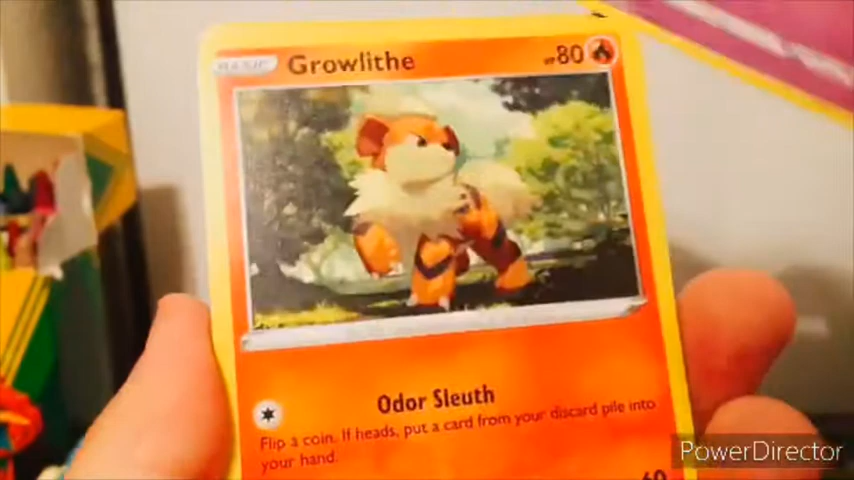 BASIC Growlithe HP80
Odor Sleuth
Flip a coin. If heads, put a card from your discard pile into
your hand.
60
PowerDirector